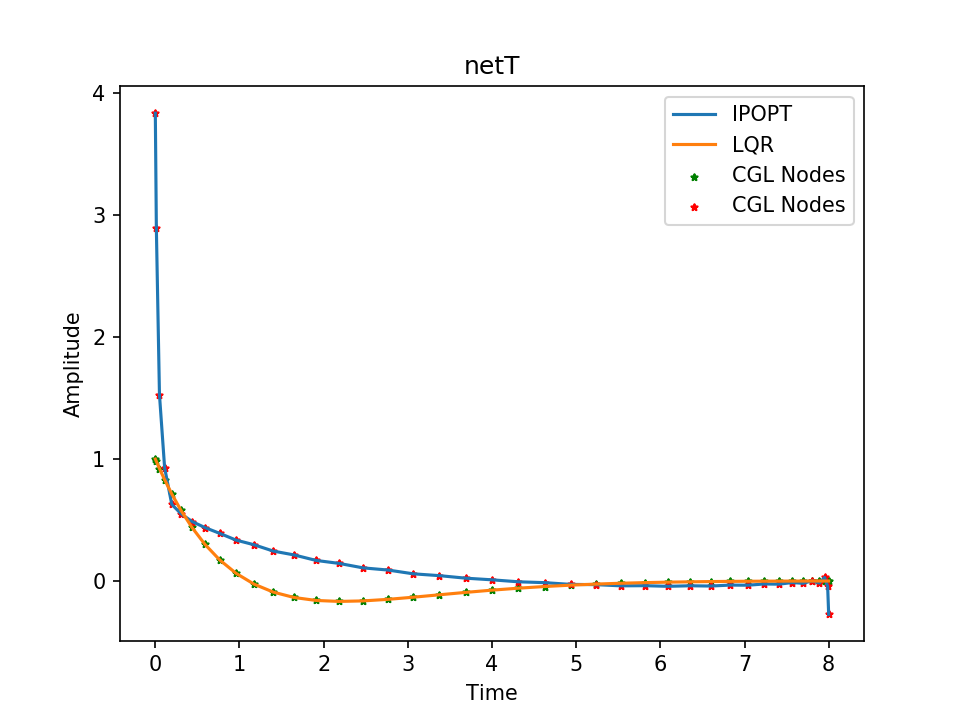 netT
IPOPT
LQR
CGL Nodes
CGL Nodes
Amplitude
4
3
2
1
0
0 1 2 3 4 5 6 7 8
Time